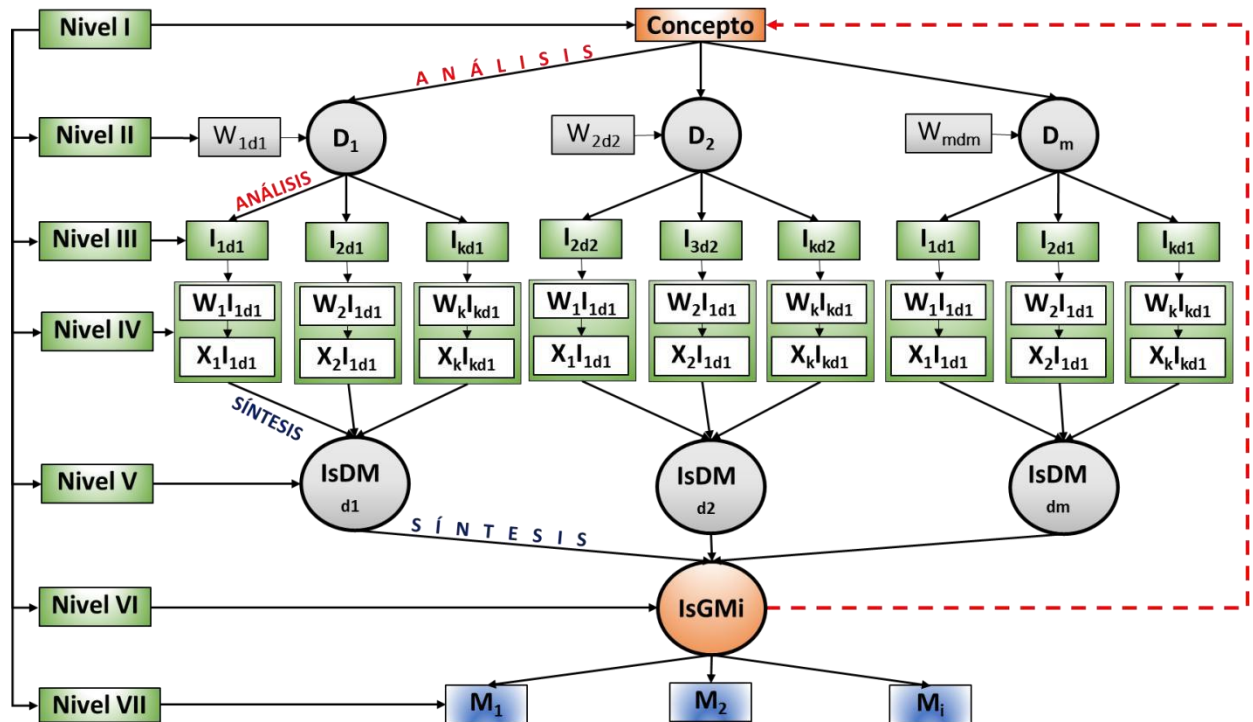 Nivel I
Concepto
ANÁLISIS
Nivel II
W1d1
D1
W2d2
D2
Wmdm
Dm
ANÁLISIS
Nivel III
I1d1
I2d1
Ikd1
I2d2
I3d2
Ikd2
I1d1
I2d1
Ikd1
Nivel IV
W1I1d1
W2I1d1
WkIkd1
W1I1d1
W2I1d1
WkIkd1
W1I1d1
W2I1d1
WkIkd1
X1I1d1
X2I1d1
XkIkd1
X1I1d1
X2I1d1
XkIkd1
X1I1d1
X2I1d1
XkIkd1
SÍNTESIS
Nivel V
IsDM
d1
IsDM
d2
IsDM
dm
SÍNTESIS
Nivel VI
IsGMi
Nivel VII
M1
M2
Mi